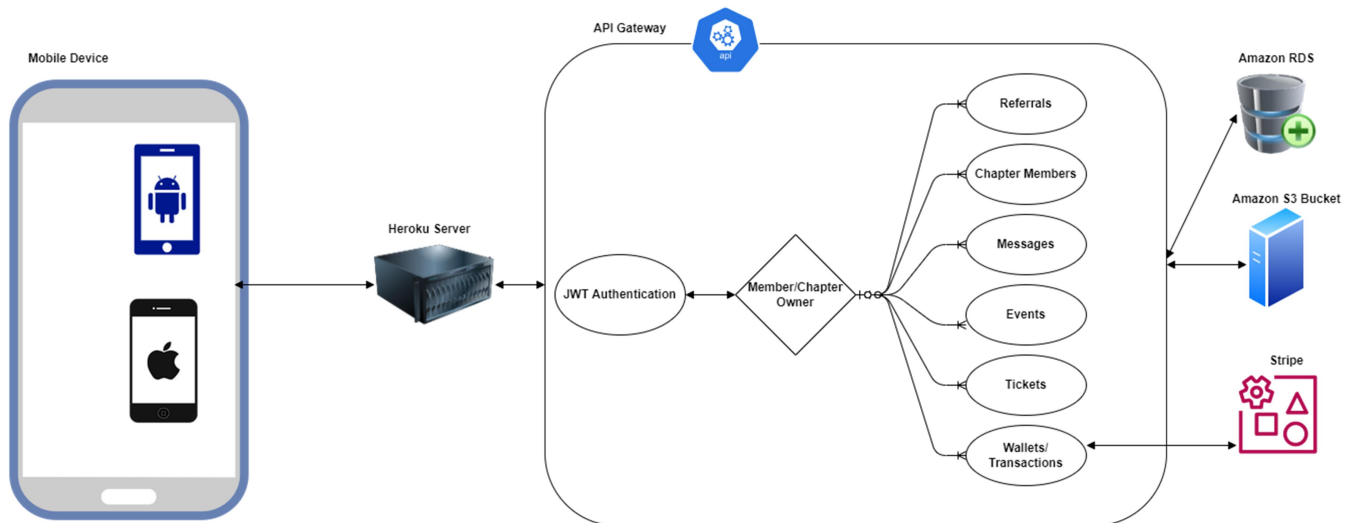 API Gateway
api
Mobile Device
Amazon RDS
Referrals
Chapter Members
Amazon S3 Bucket
Heroku Server
Messages
JWT Authentication
Member/Chapter
Owner
Events
Stripe
Tickets
Wallets/
Transactions